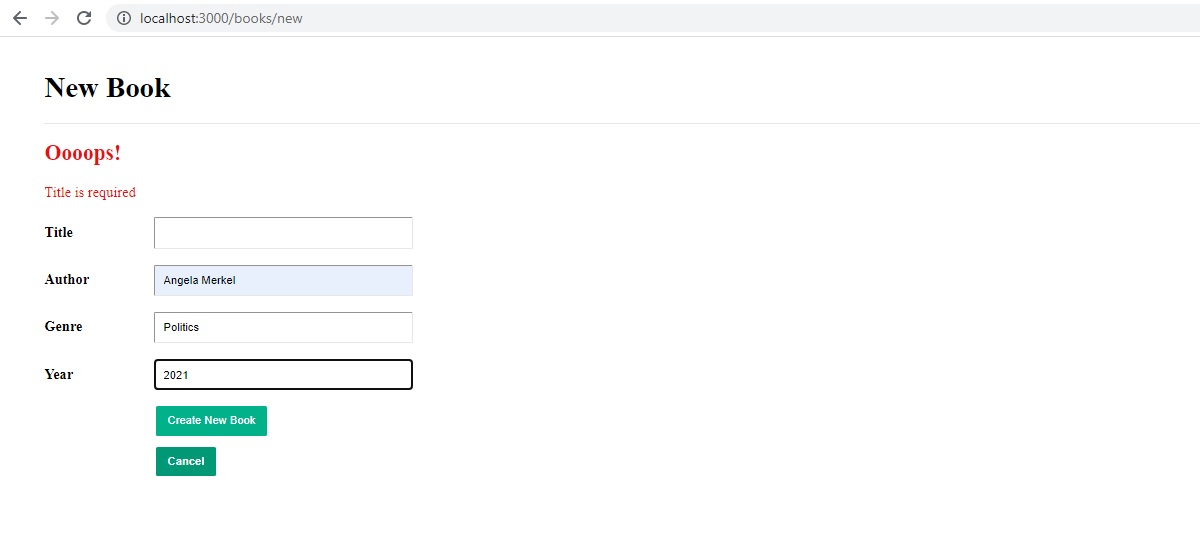 localhost:3000/books/new
New Book
Oooops!
Title is required
Title
Author Angela Merkel
Genre Politics
Year 2021
Create New Book
Cancel